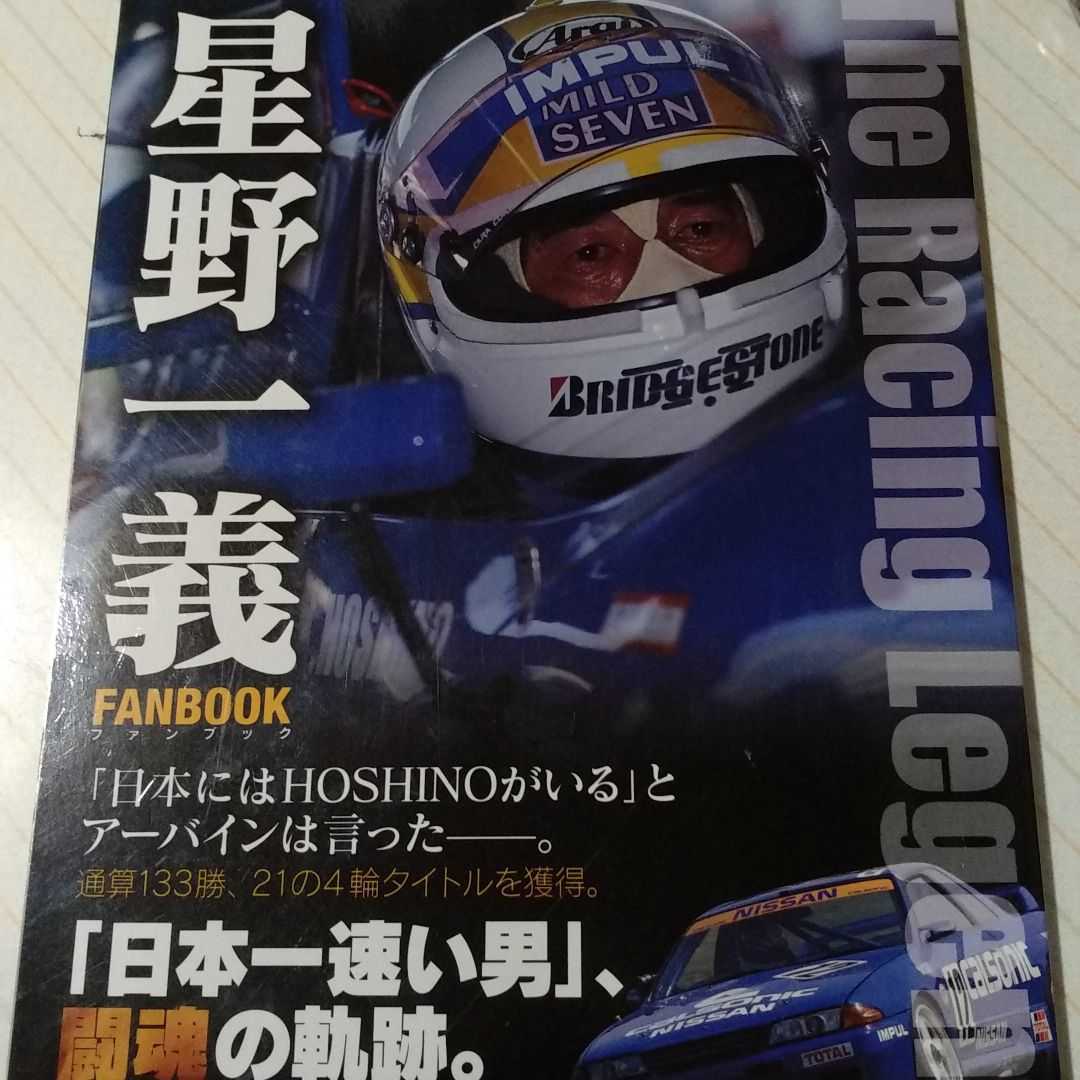 星野一義
FANBOOK
ファンブック
「日本にはHOSHINOがいる」と
アーバインは言った――。
通算133勝、21の4輪タイトルを獲得。
「日本一速い男」、
闘魂の軌跡。
The Racing Legend
Arai
IMPUL
MILD
SEVEN
BRIDGESTONE
NISSAN
CALSONIC
NISSAN
IMPUL
TOTAL
CALSONIC